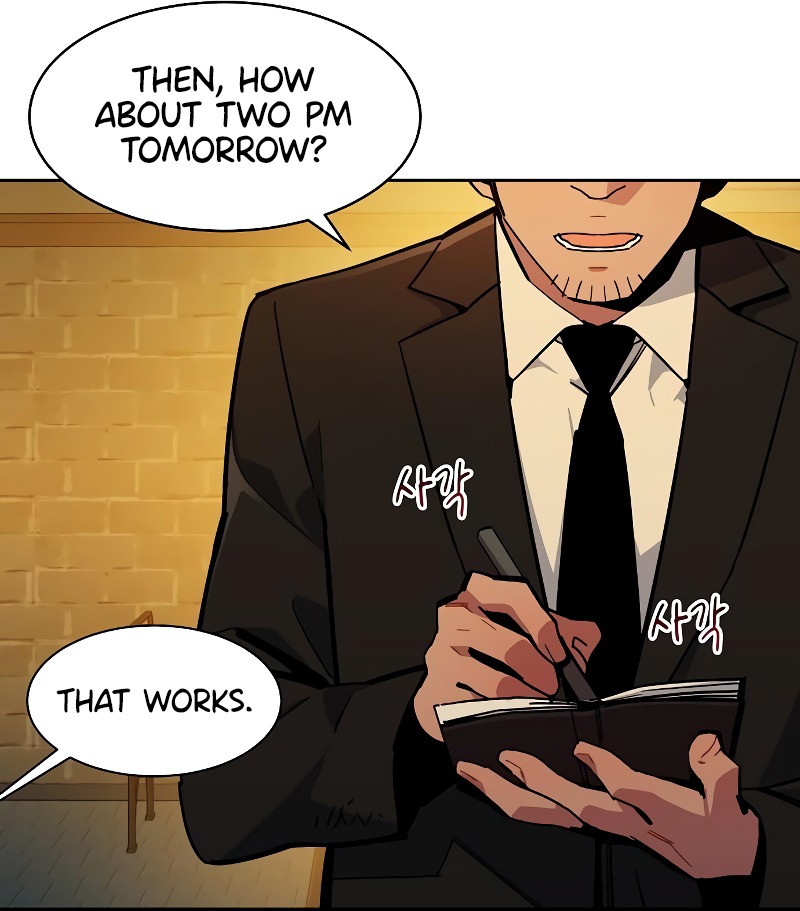 THEN, HOW
ABOUT TWO PM
TOMORROW?
사각
사각
THAT WORKS.